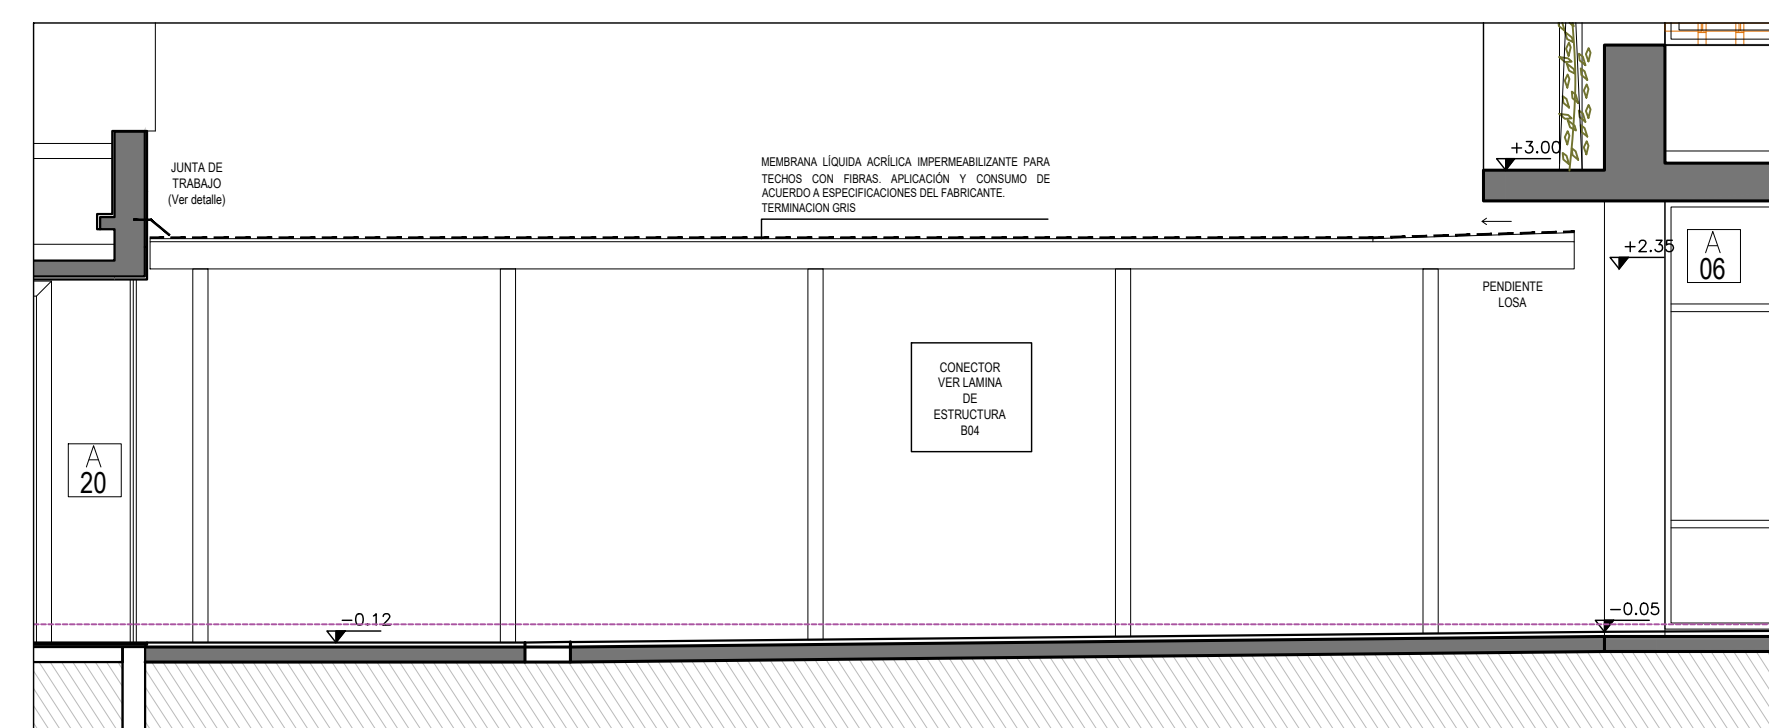 +3.00
JUNTA DE
TRABAJO
(Ver detalle)
MEMBRANA LÍQUIDA ACRÍLICA IMPERMEABILIZANTE PARA
TECHOS CON FIBRAS. APLICACIÓN Y CONSUMO DE
ACUERDO A ESPECIFICACIONES DEL FABRICANTE.
TERMINACION GRIS
+2.35
A
06
PENDIENTE
LOSA
CONECTOR
VER LAMINA
DE
ESTRUCTURA
B04
A
20
-0.12
-0.05